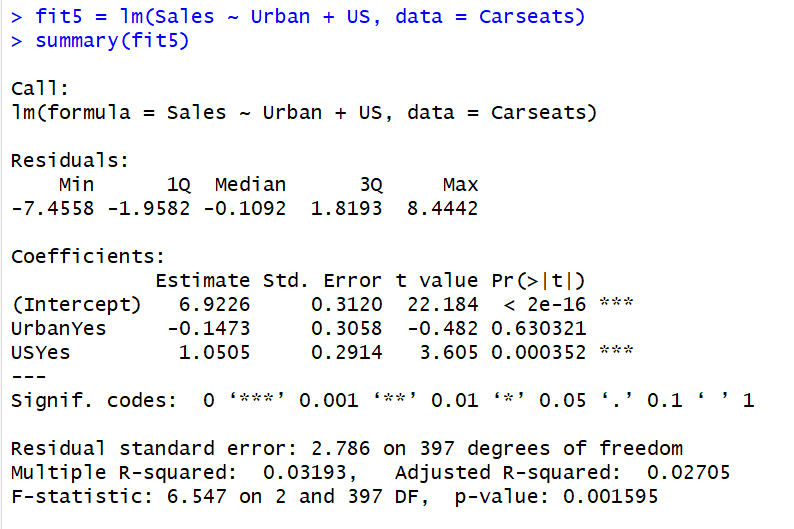 > fit5 = lm(Sales ~ Urban + US, data = Carseats)
> summary(fit5)
Call:
lm(formula = Sales ~ Urban + US, data = Carseats)
Residuals:
    Min      1Q  Median      3Q     Max
-7.4558 -1.9582 -0.1092  1.8193  8.4442
Coefficients:
            Estimate Std. Error t value Pr(>|t|)
(Intercept)   6.9226     0.3120  22.184  < 2e-16 ***
UrbanYes     -0.1473     0.3058  -0.482 0.630321
USYes         1.0505     0.2914   3.605 0.000352 ***
---
Signif. codes:  0 ‘***’ 0.001 ‘**’ 0.01 ‘*’ 0.05 ‘.’ 0.1 ‘ ’ 1
Residual standard error: 2.786 on 397 degrees of freedom
Multiple R-squared:  0.03193,	Adjusted R-squared:  0.02705
F-statistic: 6.547 on 2 and 397 DF,  p-value: 0.001595